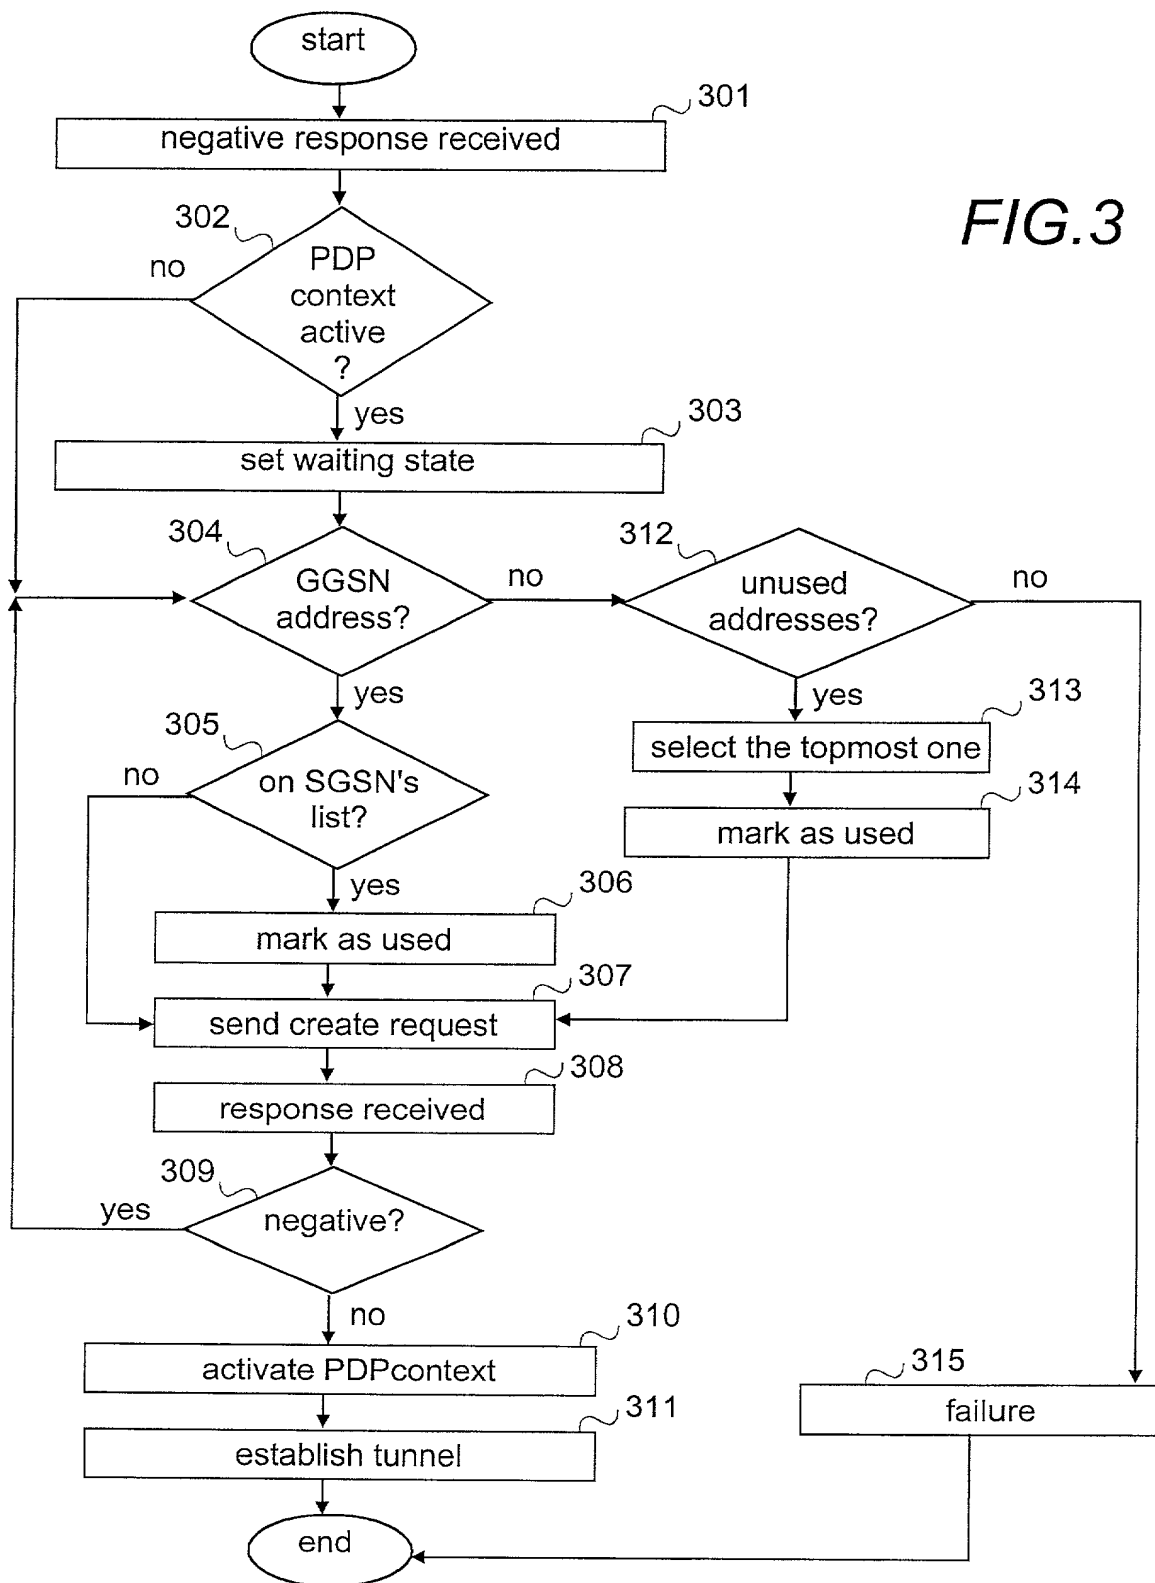 start
301
negative response received
FIG.3
302
no
PDP
context
active
?
yes
303
set waiting state
304
GGSN
address?
no
312
unused
addresses?
no
yes
yes
313
305
select the topmost one
no
on SGSN's
list?
314
mark as used
yes
306
mark as used
307
send create request
308
response received
309
yes
negative?
no
310
activate PDPcontext
315
failure
311
establish tunnel
end